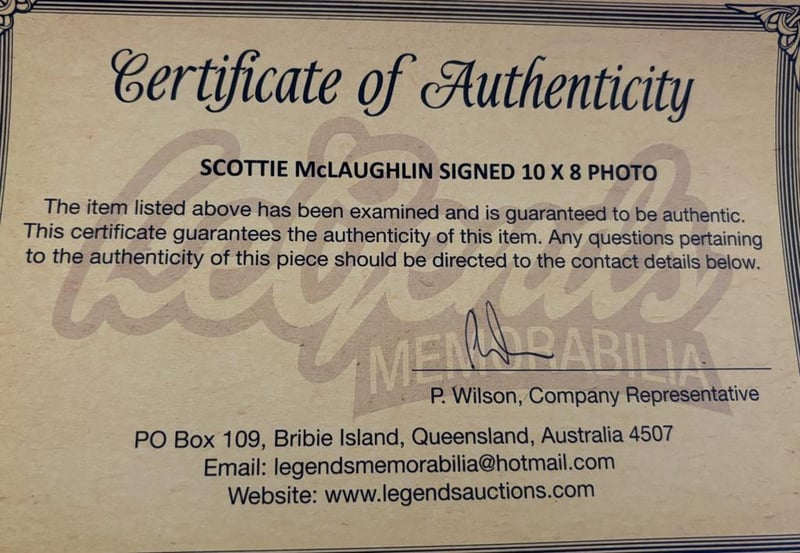 Certificate of Authenticity
SCOTTIE McLAUGHLIN SIGNED 10 X 8 PHOTO
The item listed above has been examined and is guaranteed to be authentic.
This certificate guarantees the authenticity of this item. Any questions pertaining
to the authenticity of this piece should be directed to the contact details below.
Legends
MEMORABILIA
P. Wilson, Company Representative
PO Box 109, Bribie Island, Queensland, Australia 4507
Email: legendsmemorabilia@hotmail.com
Website: www.legendsauctions.com